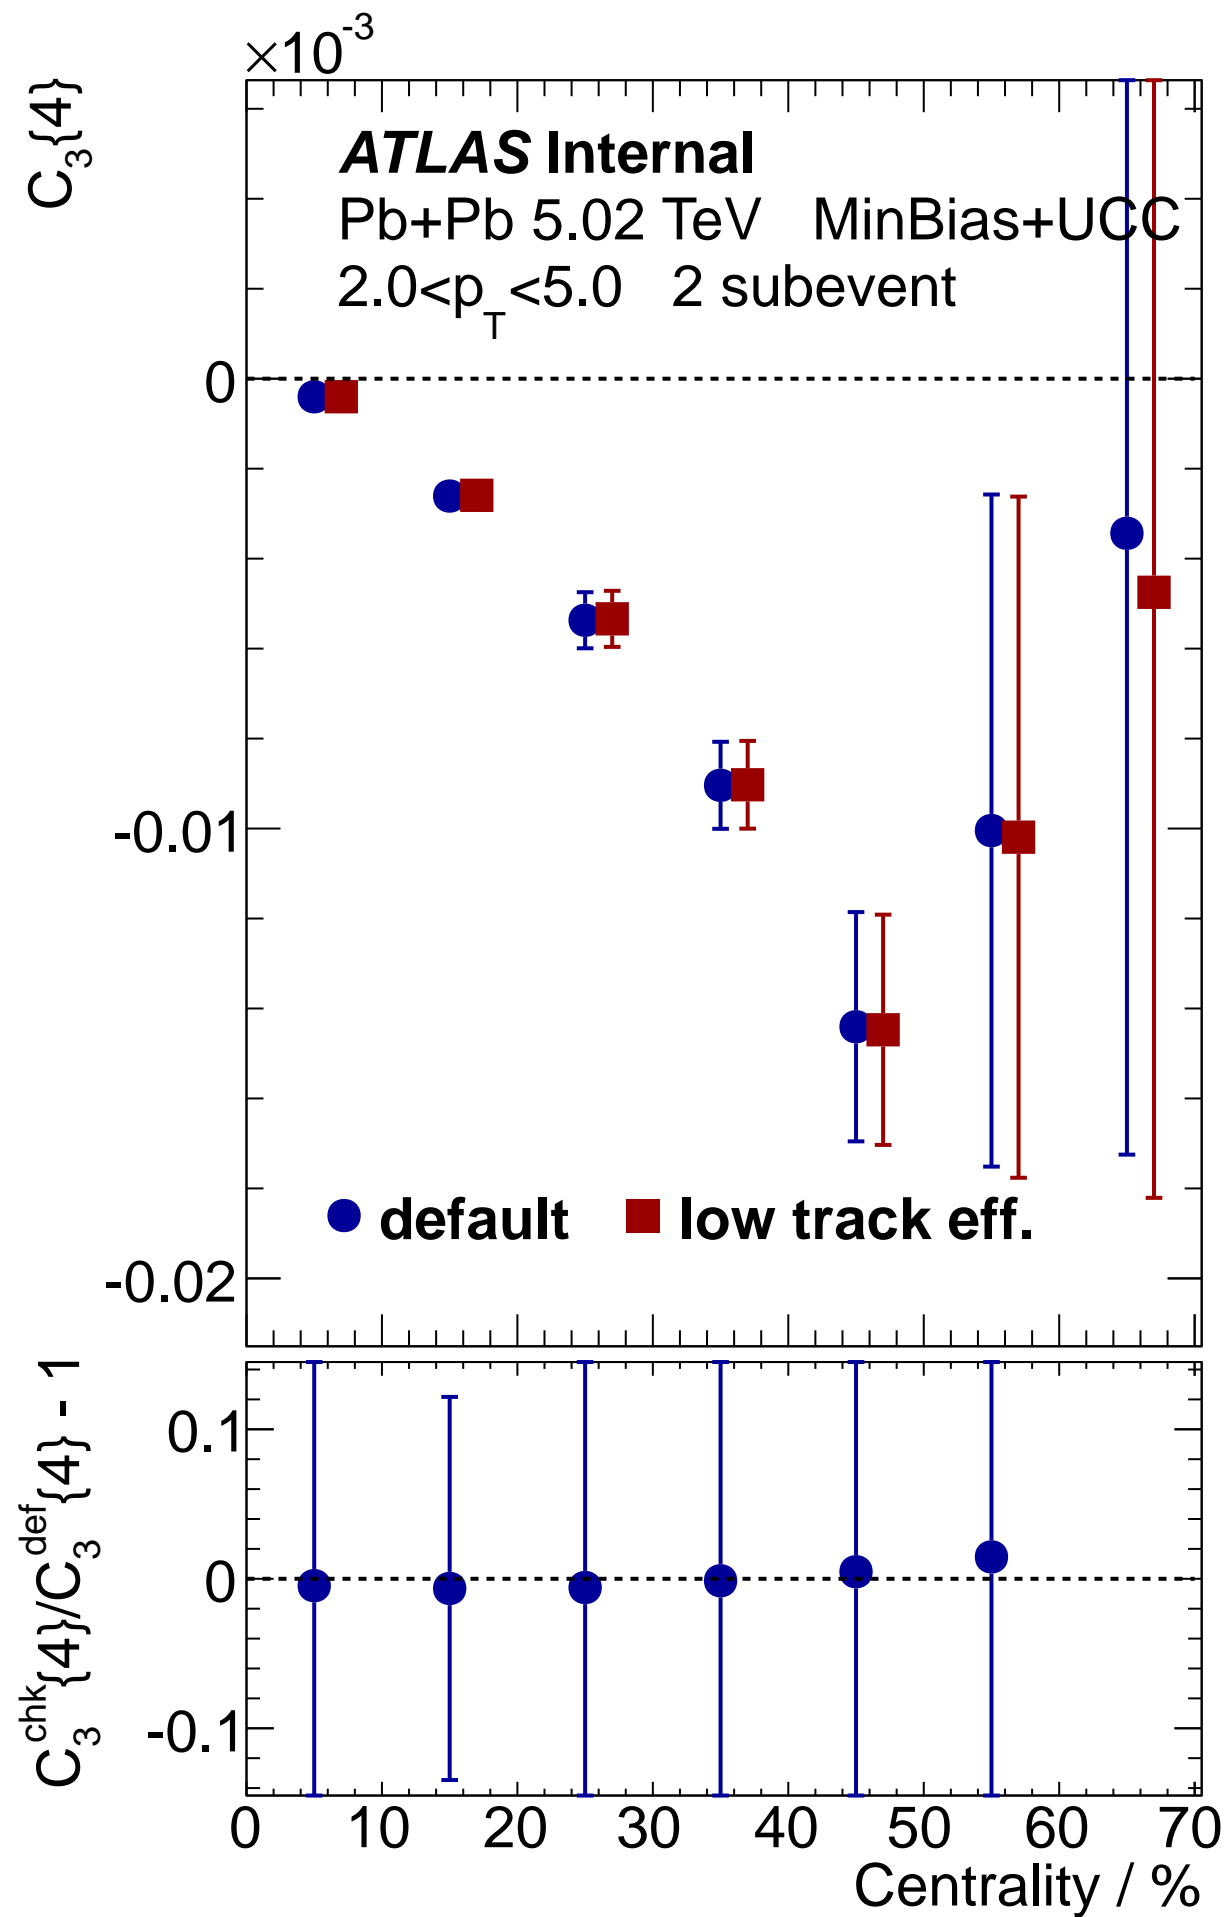 ×10⁻³
C₃{4}
ATLAS Internal
Pb+Pb 5.02 TeV MinBias+UCC
2.0<p_T<5.0 2 subevent
0
-0.01
default low track eff.
-0.02
C₃^chk{4}/C₃^def{4} - 1
0.1
0
-0.1
0 10 20 30 40 50 60 70
Centrality / %